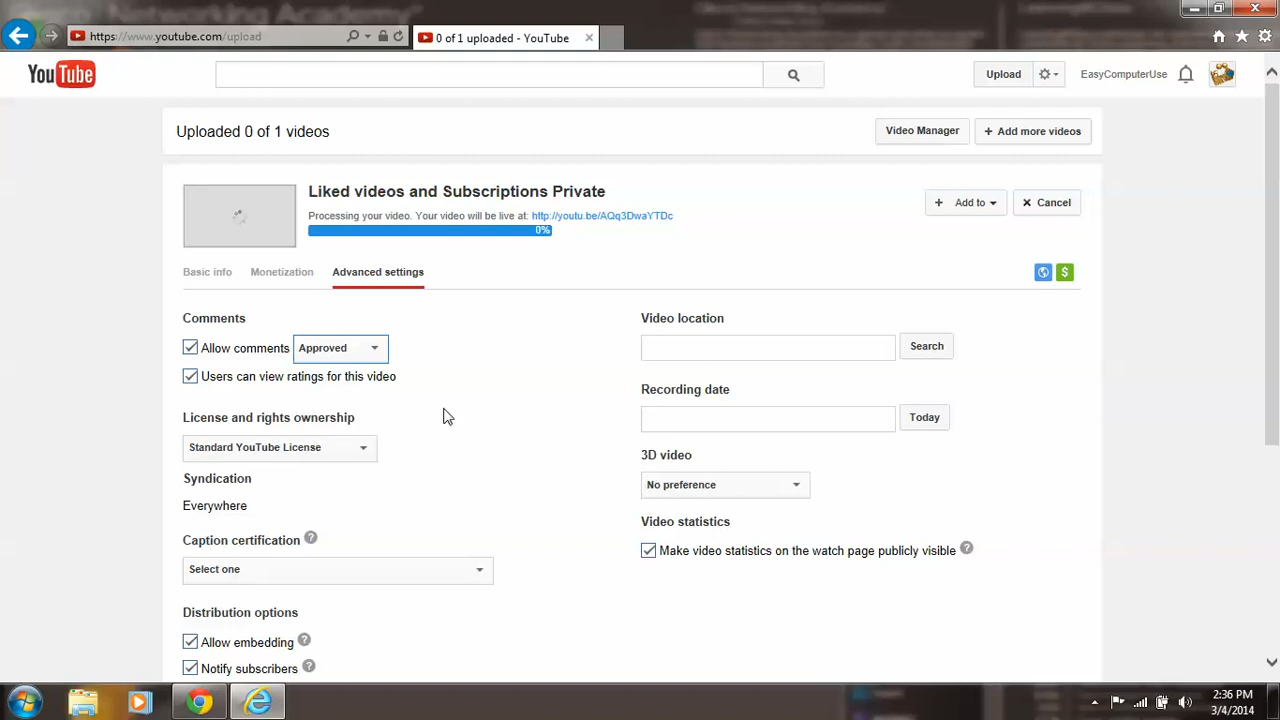 https://www.youtube.com/upload
0 of 1 uploaded - YouTube
YouTube
Upload
EasyComputerUse
Uploaded 0 of 1 videos
Video Manager
+ Add more videos
Liked videos and Subscriptions Private
Processing your video. Your video will be live at: http://youtu.be/AQq3DwaYTDc
0%
+ Add to
× Cancel
Basic info
Monetization
Advanced settings
$
Comments
Allow comments
Approved
Users can view ratings for this video
License and rights ownership
Standard YouTube License
Syndication
Everywhere
Caption certification ?
Select one
Distribution options
Allow embedding ?
Notify subscribers ?
Video location
Search
Recording date
Today
3D video
No preference
Video statistics
Make video statistics on the watch page publicly visible ?
2:36 PM
3/4/2014